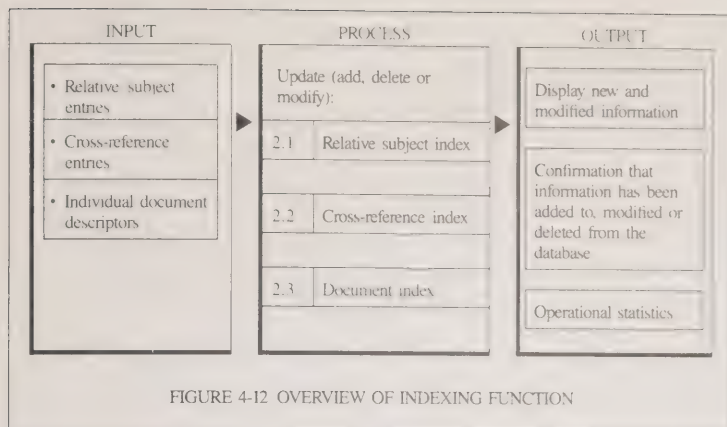 INPUT
• Relative subject
entries
• Cross-reference
entries
• Individual document
descriptors
PROCESS
Update (add, delete or
modify):
2.1 Relative subject index
2.2 Cross-reference index
2.3 Document index
OUTPUT
Display new and
modified information
Confirmation that
information has been
added to, modified or
deleted from the
database
Operational statistics
FIGURE 4-12 OVERVIEW OF INDEXING FUNCTION